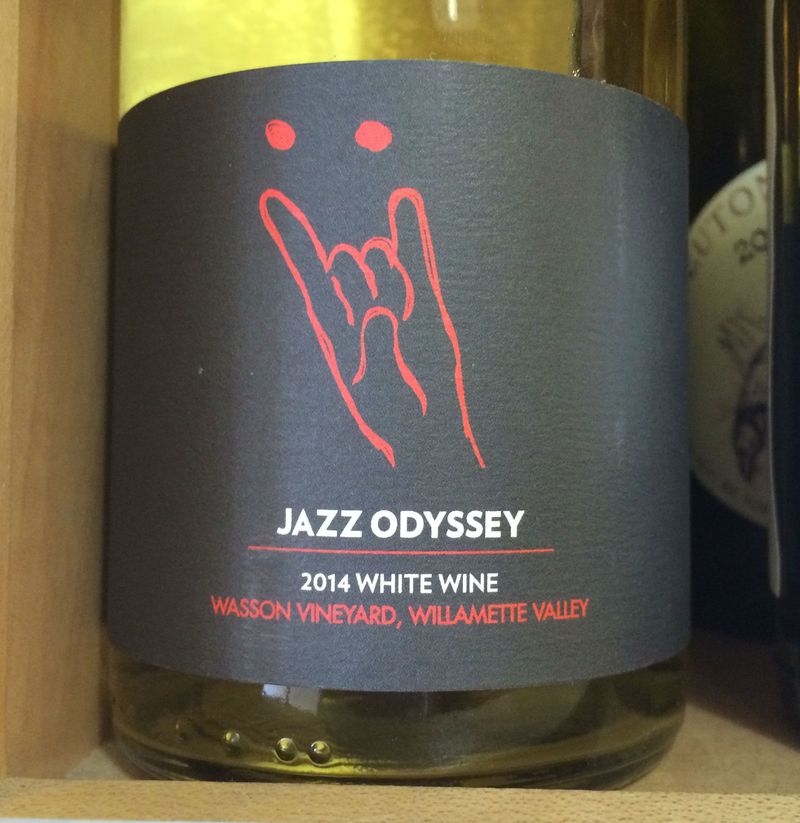 JAZZ ODYSSEY
2014 WHITE WINE
WASSON VINEYARD, WILLAMETTE VALLEY